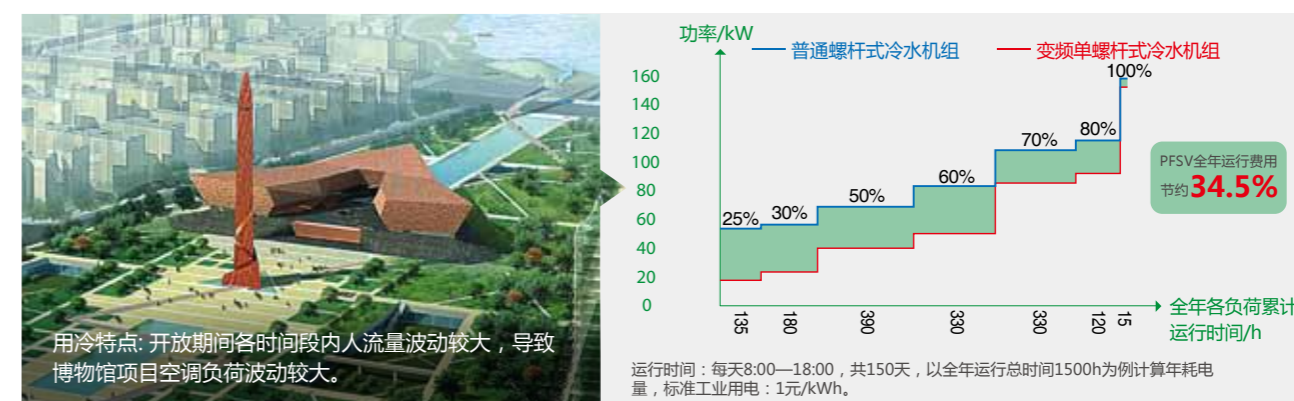 用冷特点: 开放期间各时间段内人流量波动较大，导致
博物馆项目空调负荷波动较大。
功率/kW
普通螺杆式冷水机组
变频单螺杆式冷水机组
160
140
120
100
80
60
40
20
0
25%
30%
50%
60%
70%
80%
100%
135
180
390
330
330
120
15
全年各负荷累计
运行时间/h
PFSV全年运行费用
节约34.5%
运行时间：每天8:00—18:00，共150天，以全年运行总时间1500h为例计算年耗电
量，标准工业用电：1元/kWh。